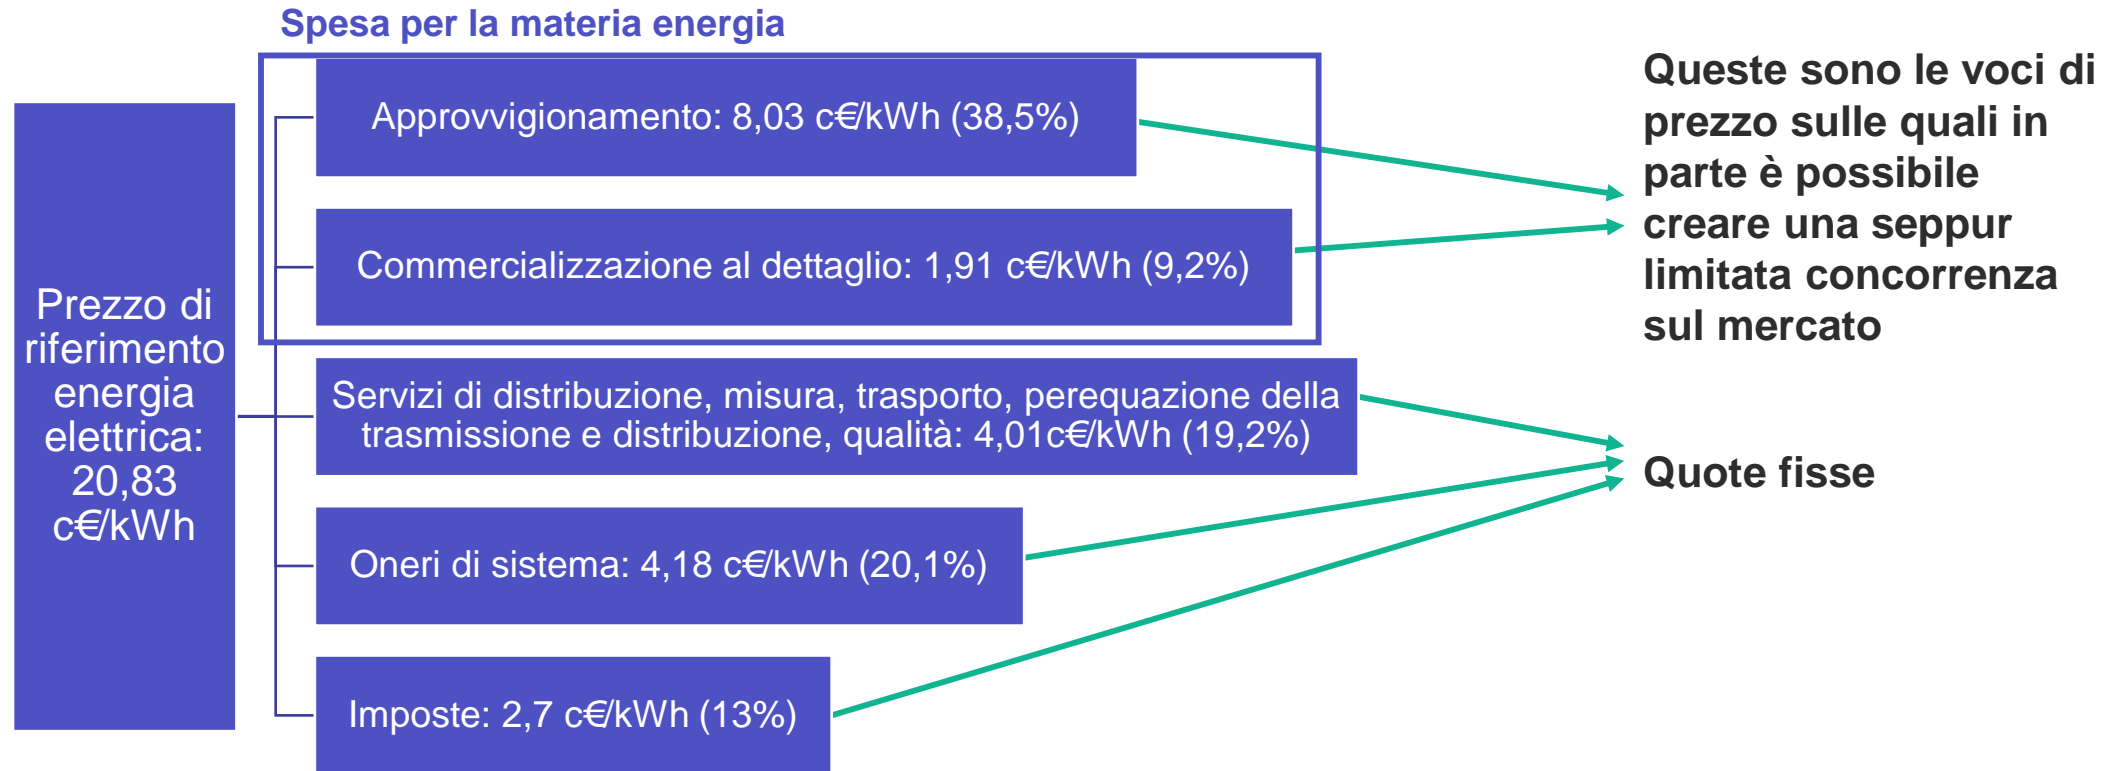 Spesa per la materia energia
Prezzo di
riferimento
energia
elettrica:
20,83
c€/kWh
Approvvigionamento: 8,03 c€/kWh (38,5%)
Commercializzazione al dettaglio: 1,91 c€/kWh (9,2%)
Servizi di distribuzione, misura, trasporto, perequazione della
trasmissione e distribuzione, qualità: 4,01c€/kWh (19,2%)
Oneri di sistema: 4,18 c€/kWh (20,1%)
Imposte: 2,7 c€/kWh (13%)
Queste sono le voci di
prezzo sulle quali in
parte è possibile
creare una seppur
limitata concorrenza
sul mercato
Quote fisse